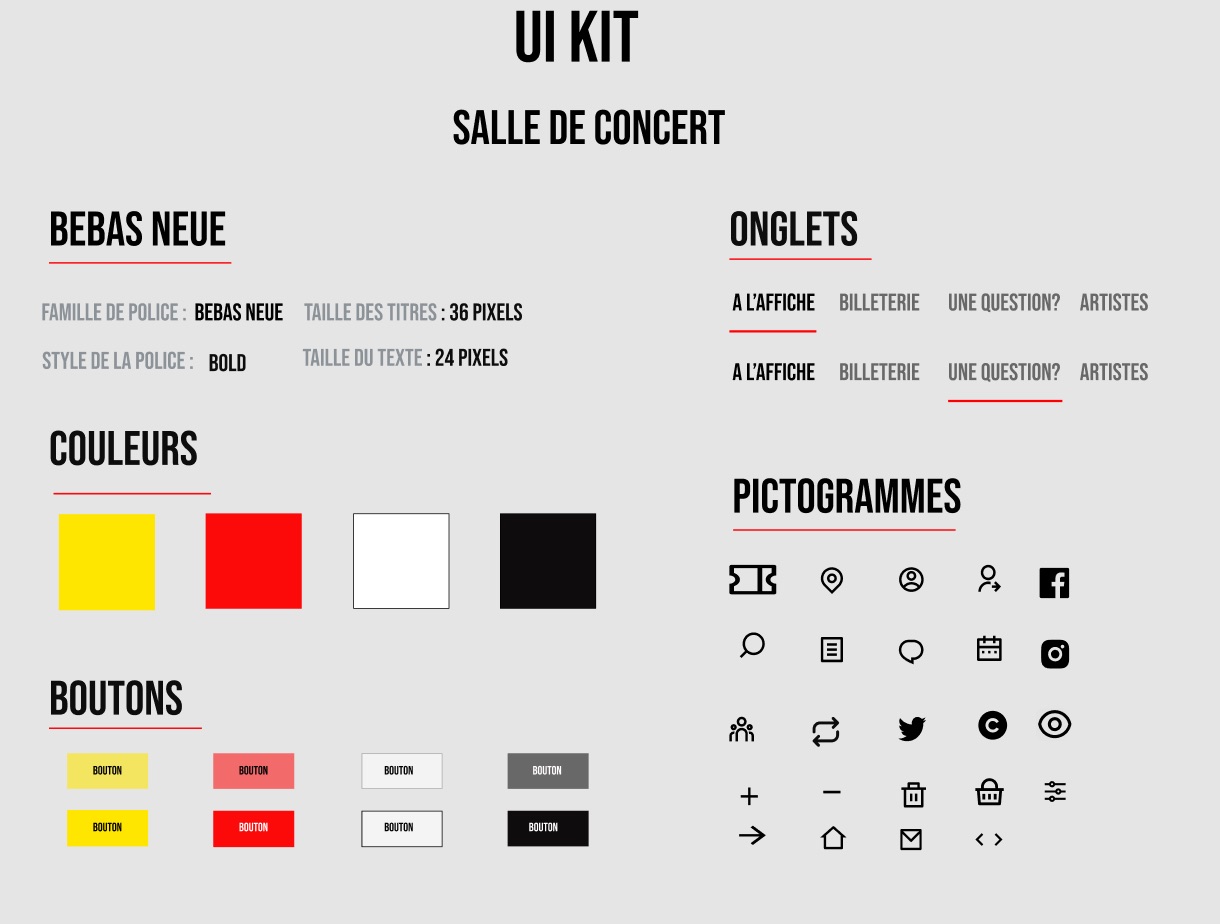 UI KIT
SALLE DE CONCERT
BEBAS NEUE
FAMILLE DE POLICE : BEBAS NEUE TAILLE DES TITRES : 36 PIXELS
STYLE DE LA POLICE : BOLD TAILLE DU TEXTE : 24 PIXELS
COULEURS
BOUTONS
BOUTON BOUTON BOUTON BOUTON
BOUTON BOUTON BOUTON BOUTON
ONGLETS
A L'AFFICHE BILLETERIE UNE QUESTION? ARTISTES
A L'AFFICHE BILLETERIE UNE QUESTION? ARTISTES
PICTOGRAMMES